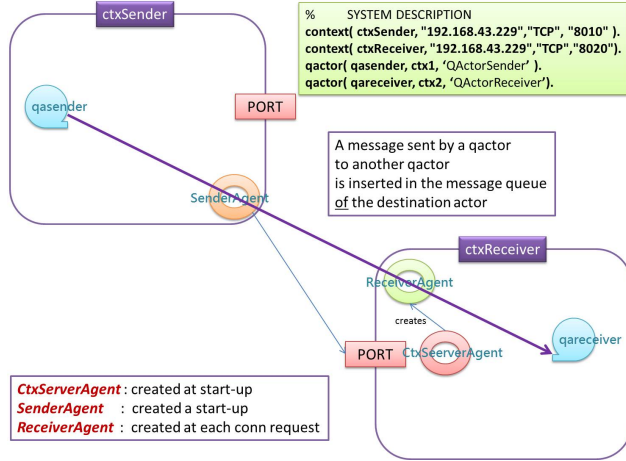 ctxSender
%        SYSTEM DESCRIPTION
context( ctxSender, "192.168.43.229","TCP", "8010" ).
context( ctxReceiver, "192.168.43.229","TCP","8020").
qactor( qasender, ctx1, ‘QActorSender’ ).
qactor( qareceiver, ctx2, ‘QActorReceiver’).
qasender
PORT
A message sent by a qactor
to another qactor
is inserted in the message queue
of the destination actor
SenderAgent
ctxReceiver
ReceiverAgent
creates
PORT
CtxSeerverAgent
qareceiver
CtxServerAgent : created at start-up
SenderAgent : created a start-up
ReceiverAgent : created at each conn request